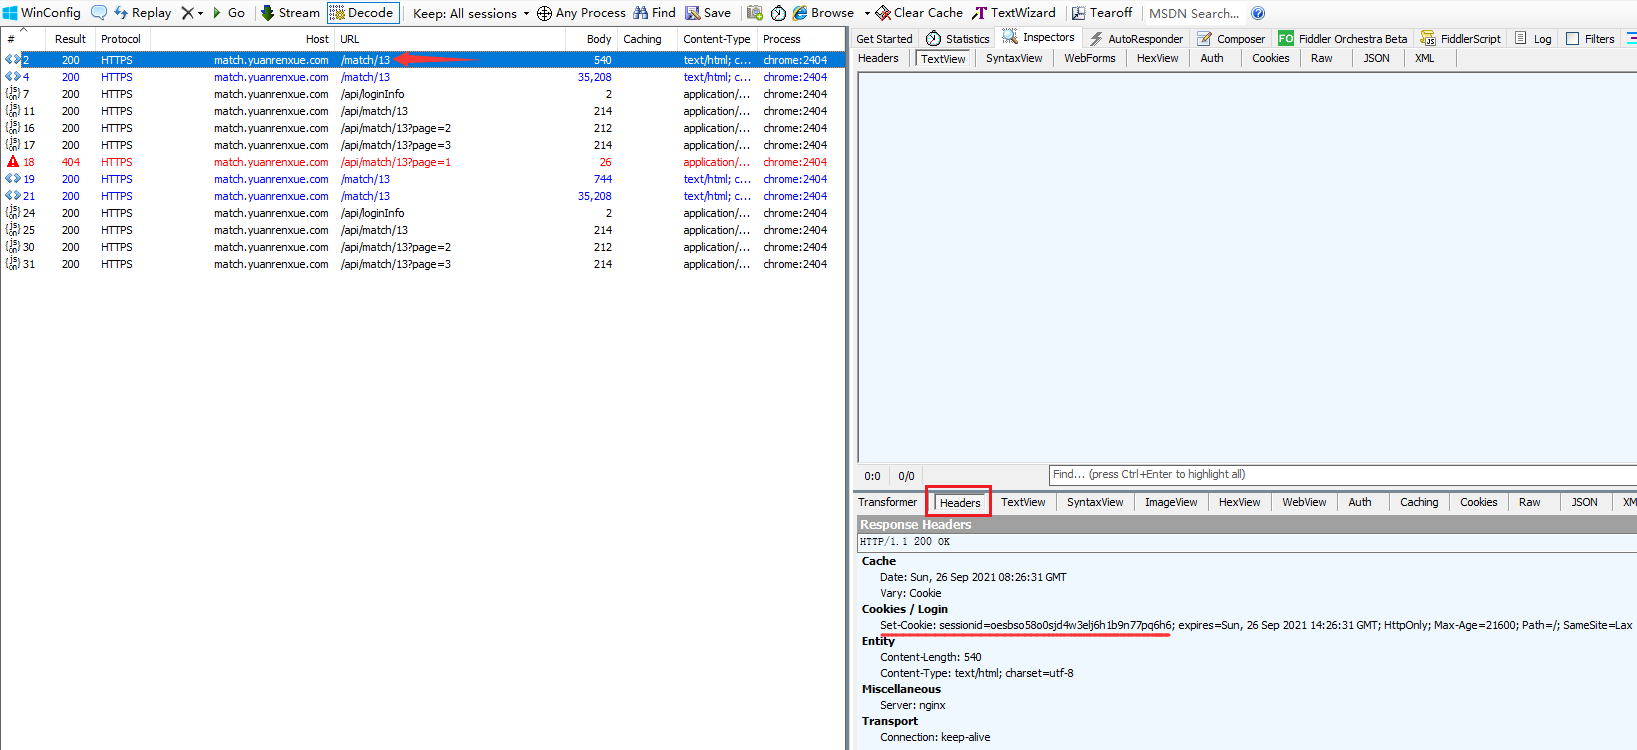 WinConfig Replay Go Stream Decode Keep: All sessions Any Process Find Save Browse Clear Cache TextWizard Tearoff MSDN Search...
# Result Protocol Host URL Body Caching Content-Type Process
2 200 HTTPS match.yuanrenxue.com /match/13 540 text/html; c... chrome:2404
4 200 HTTPS match.yuanrenxue.com /match/13 35,208 text/html; c... chrome:2404
7 200 HTTPS match.yuanrenxue.com /api/loginInfo 2 application/... chrome:2404
11 200 HTTPS match.yuanrenxue.com /api/match/13 214 application/... chrome:2404
16 200 HTTPS match.yuanrenxue.com /api/match/13?page=2 212 application/... chrome:2404
17 200 HTTPS match.yuanrenxue.com /api/match/13?page=3 214 application/... chrome:2404
18 404 HTTPS match.yuanrenxue.com /api/match/13?page=1 26 application/... chrome:2404
19 200 HTTPS match.yuanrenxue.com /match/13 744 text/html; c... chrome:2404
21 200 HTTPS match.yuanrenxue.com /match/13 35,208 text/html; c... chrome:2404
24 200 HTTPS match.yuanrenxue.com /api/loginInfo 2 application/... chrome:2404
25 200 HTTPS match.yuanrenxue.com /api/match/13 214 application/... chrome:2404
30 200 HTTPS match.yuanrenxue.com /api/match/13?page=2 212 application/... chrome:2404
31 200 HTTPS match.yuanrenxue.com /api/match/13?page=3 214 application/... chrome:2404
Get Started Statistics Inspectors AutoResponder Composer FO Fiddler Orchestra Beta FiddlerScript Log Filters
Headers TextView SyntaxView WebForms HexView Auth Cookies Raw JSON XML
0:0 0/0 Find... (press Ctrl+Enter to highlight all)
Transformer Headers TextView SyntaxView ImageView HexView WebView Auth Caching Cookies Raw JSON XM
Response Headers
HTTP/1.1 200 OK
Cache
Date: Sun, 26 Sep 2021 08:26:31 GMT
Vary: Cookie
Cookies / Login
Set-Cookie: sessionid=oesbso58o0sjd4w3elj6h1b9n77pq6h6; expires=Sun, 26 Sep 2021 14:26:31 GMT; HttpOnly; Max-Age=21600; Path=/; SameSite=Lax
Entity
Content-Length: 540
Content-Type: text/html; charset=utf-8
Miscellaneous
Server: nginx
Transport
Connection: keep-alive